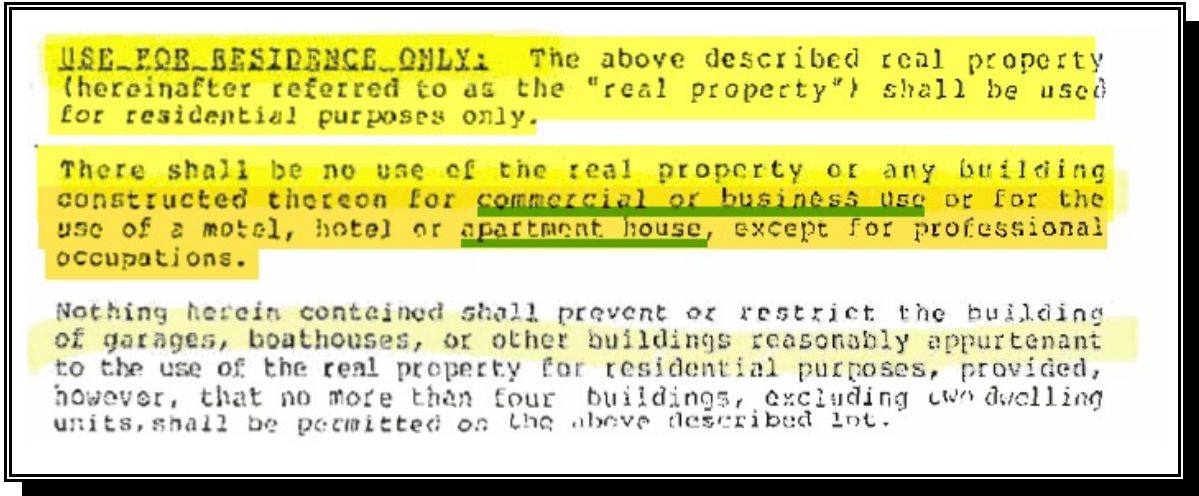 USE FOR RESIDENCE ONLY: The above described real property
(hereinafter referred to as the "real property") shall be used
for residential purposes only.
There shall be no use of the real property or any building
constructed thereon for commercial or business use or for the
use of a motel, hotel or apartment house, except for professional
occupations.
Nothing herein contained shall prevent or restrict the building
of garages, boathouses, or other buildings reasonably appurtenant
to the use of the real property for residential purposes, provided,
however, that no more than four buildings, excluding two dwelling
units, shall be permitted on the above described lot.